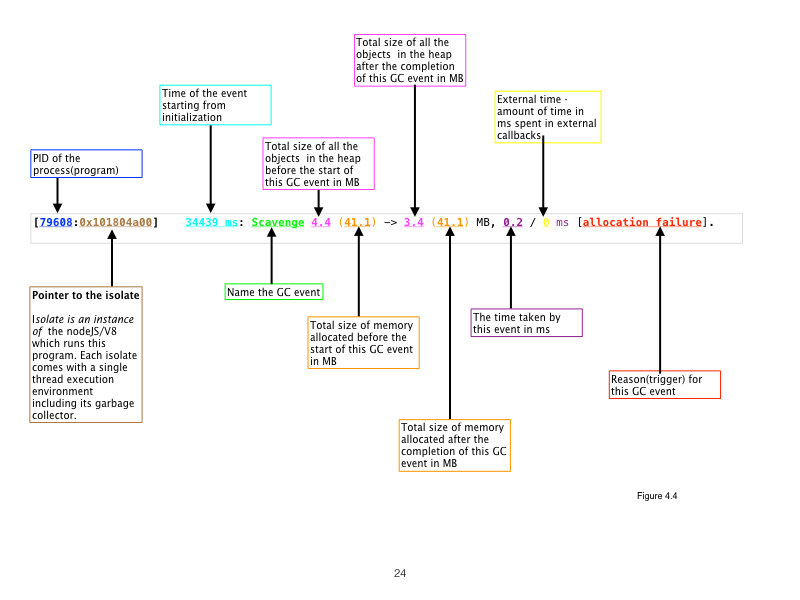 Total size of all the
objects  in the heap
after the completion
of this GC event in MB
Time of the event
starting from
initialization
External time -
amount of time in
ms spent in external
callbacks
Total size of all the
objects  in the heap
before the start of
this GC event in MB
PID of the
process(program)
[79608:0x101804a00]    34439 ms: Scavenge 4.4 (41.1) -> 3.4 (41.1) MB, 0.2 / 0 ms [allocation failure].
Pointer to the isolate
Isolate is an instance
of  the nodeJS/V8
which runs this
program. Each isolate
comes with a single
thread execution
environment
including its garbage
collector.
Name the GC event
Total size of memory
allocated before the
start of this GC event
in MB
The time taken by
this event in ms
Reason(trigger) for
this GC event
Total size of memory
allocated after the
completion of this GC
event in MB
Figure 4.4
24